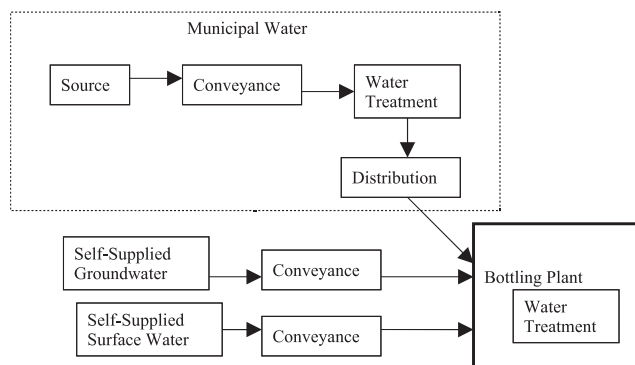 Municipal Water
Source
Conveyance
Water
Treatment
Distribution
Self-Supplied
Groundwater
Conveyance
Bottling Plant
Water
Treatment
Self-Supplied
Surface Water
Conveyance